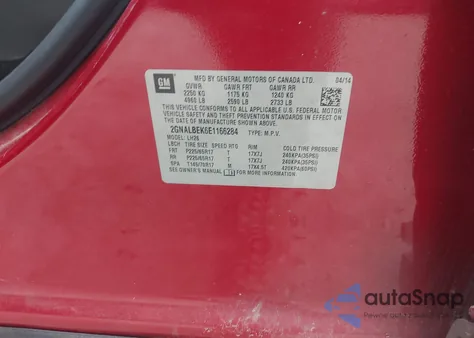 GM
MFD BY GENERAL MOTORS OF CANADA LTD. 04/14
GVWR GAWR FRT GAWR RR
2250 KG 1175 KG 1240 KG
4960 LB 2590 LB 2733 LB
THIS VEHICLE CONFORMS TO ALL APPLICABLE U.S. FEDERAL MOTOR
VEHICLE SAFETY AND THEFT PREVENTION STANDARDS IN EFFECT ON
THE DATE OF MANUFACTURE SHOWN ABOVE.
2GNALBEK6E1166284 TYPE: M.P.V.
MODEL: LH26
TIRE SIZE SPEED RTG RIM COLD TIRE PRESSURE
FRT P225/65R17 T 17X7J 240KPA(35PSI)
RR P225/65R17 T 17X7J 240KPA(35PSI)
SPA T145/70R17 M 17X4.5T 420KPA(60PSI)
SEE OWNER'S MANUAL FOR MORE INFORMATION.
autoSnap